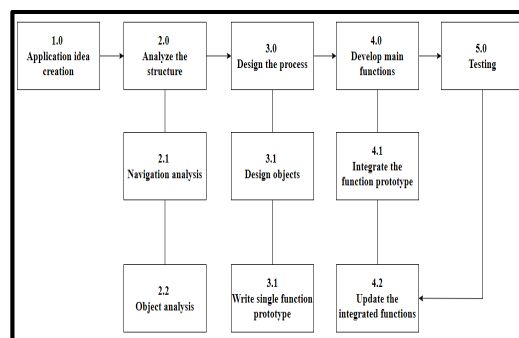 1.0
Application idea
creation
2.0
Analyze the
structure
3.0
Design the process
4.0
Develop main
functions
5.0
Testing
2.1
Navigation analysis
3.1
Design objects
4.1
Integrate the
function prototype
2.2
Object analysis
3.1
Write single function
prototype
4.2
Update the
integrated functions